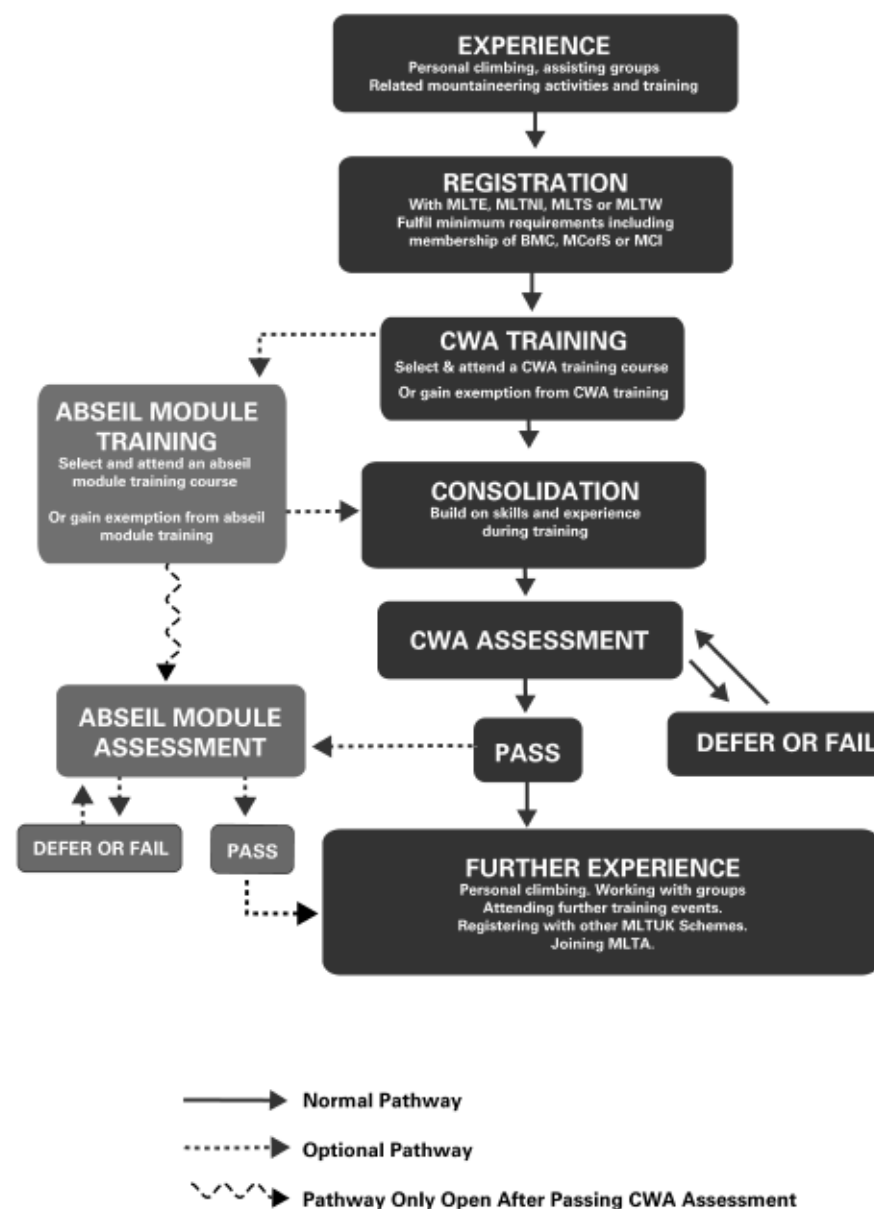 EXPERIENCE
Personal climbing, assisting groups
Related mountaineering activities and training
REGISTRATION
With MLTE, MLTNI, MLTS or MLTW
Fulfil minimum requirements including
membership of BMC, MCofS or MCI
CWA TRAINING
Select & attend a CWA training course
Or gain exemption from CWA training
ABSEIL MODULE
TRAINING
Select and attend an abseil
module training course
Or gain exemption from abseil
module training
CONSOLIDATION
Build on skills and experience
during training
CWA ASSESSMENT
ABSEIL MODULE
ASSESSMENT
PASS
DEFER OR FAIL
DEFER OR FAIL
PASS
FURTHER EXPERIENCE
Personal climbing. Working with groups
Attending further training events.
Registering with other MLTUK Schemes.
Joining MLTA.
Normal Pathway
Optional Pathway
Pathway Only Open After Passing CWA Assessment